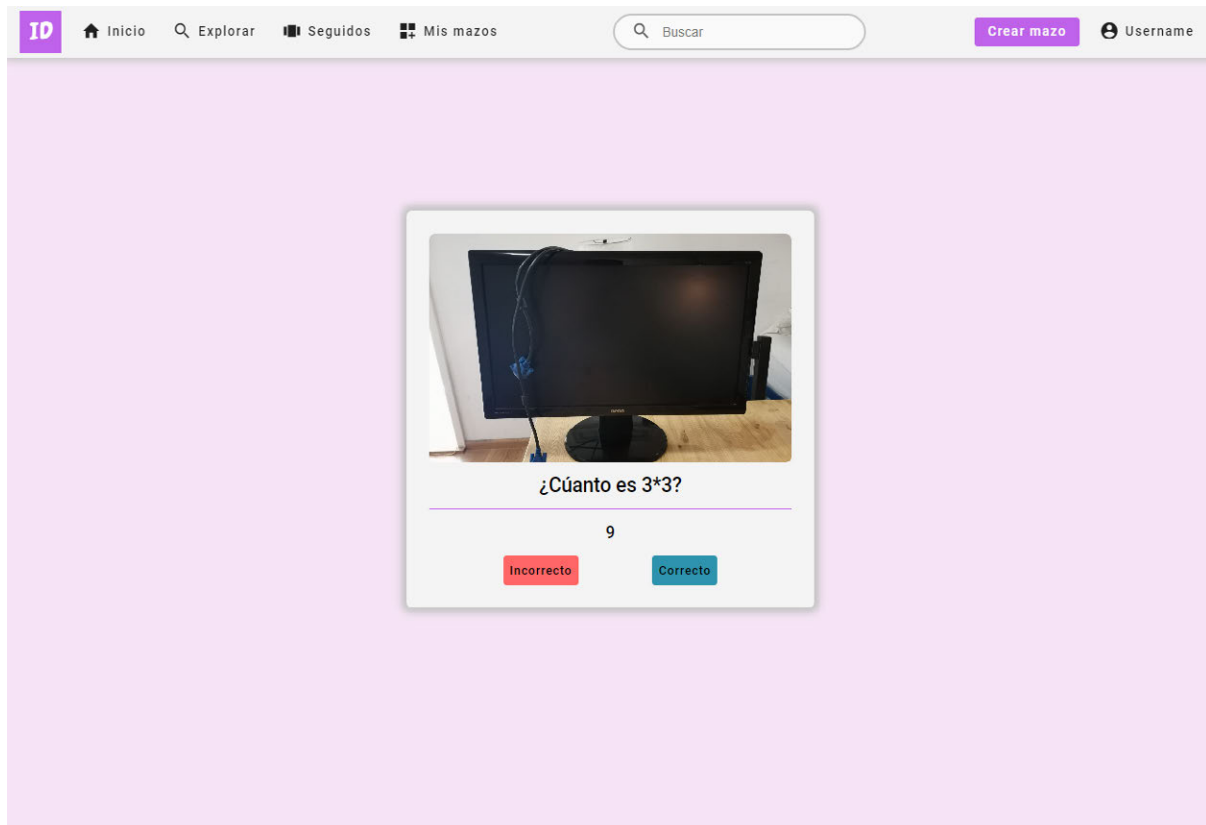 ID Inicio Explorar Seguidos Mis mazos Buscar Crear mazo Username
¿Cúanto es 3*3?
9
Incorrecto Correcto